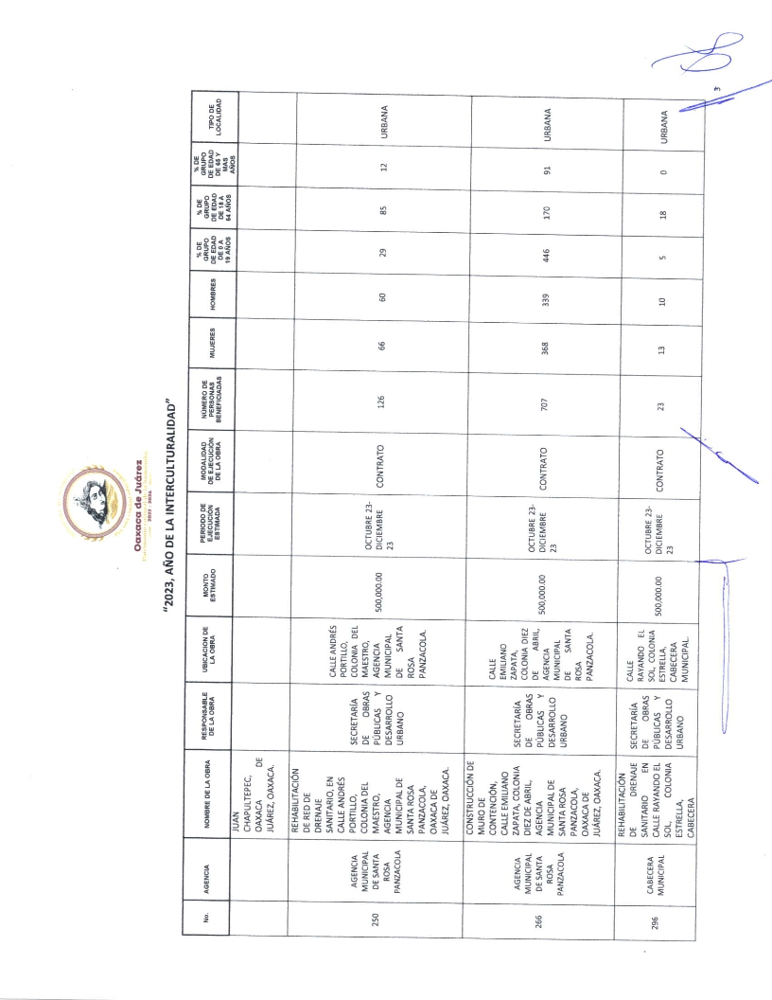 Oaxaca de Juárez
2022 - 2024
"2023, AÑO DE LA INTERCULTURALIDAD"
No.
AGENCIA
NOMBRE DE LA OBRA
RESPONSABLE
DE LA OBRA
UBICACION DE
LA OBRA
MONTO
ESTIMADO
PERIODO DE
EJECUCIÓN
ESTIMADA
MODALIDAD
DE EJECUCIÓN
DE LA OBRA
NÚMERO DE
PERSONAS
BENEFICIADAS
MUJERES
HOMBRES
% DE
GRUPO
DE EDAD
DE 0 A
19 AÑOS
% DE
GRUPO
DE EDAD
DE 18 A
64 AÑOS
% DE
GRUPO
DE EDAD
DE 65 Y
MAS
AÑOS
TIPO DE
LOCALIDAD
JUAN
CHAPULTEPEC,
OAXACA DE
JUÁREZ, OAXACA.
250
AGENCIA
MUNICIPAL
DE SANTA
ROSA
PANZACOLA
REHABILITACIÓN
DE RED DE
DRENAJE
SANITARIO, EN
CALLE ANDRÉS
PORTILLO,
COLONIA DEL
MAESTRO,
AGENCIA
MUNICIPAL DE
SANTA ROSA
PANZACOLA,
OAXACA DE
JUÁREZ, OAXACA.
SECRETARÍA
DE OBRAS
PÚBLICAS Y
DESARROLLO
URBANO
CALLE ANDRÉS
PORTILLO,
COLONIA DEL
MAESTRO,
AGENCIA
MUNICIPAL
DE SANTA
ROSA
PANZACOLA.
500,000.00
OCTUBRE 23-
DICIEMBRE
23
CONTRATO
126
66
60
29
85
12
URBANA
266
AGENCIA
MUNICIPAL
DE SANTA
ROSA
PANZACOLA
CONSTRUCCIÓN DE
MURO DE
CONTENCIÓN,
CALLE EMILIANO
ZAPATA, COLONIA
DIEZ DE ABRIL,
AGENCIA
MUNICIPAL DE
SANTA ROSA
PANZACOLA,
OAXACA DE
JUÁREZ, OAXACA.
SECRETARÍA
DE OBRAS
PÚBLICAS Y
DESARROLLO
URBANO
CALLE
EMILIANO
ZAPATA,
COLONIA DIEZ
DE ABRIL,
AGENCIA
MUNICIPAL
DE SANTA
ROSA
PANZACOLA.
500,000.00
OCTUBRE 23-
DICIEMBRE
23
CONTRATO
707
368
339
446
170
91
URBANA
296
CABECERA
MUNICIPAL
REHABILITACIÓN
DE DRENAJE
SANITARIO EN
CALLE RAYANDO EL
SOL, COLONIA
ESTRELLA,
CABECERA
SECRETARÍA
DE OBRAS
PÚBLICAS Y
DESARROLLO
URBANO
CALLE
RAYANDO EL
SOL, COLONIA
ESTRELLA,
CABECERA
MUNICIPAL.
500,000.00
OCTUBRE 23-
DICIEMBRE
23
CONTRATO
23
13
10
5
18
0
URBANA
3